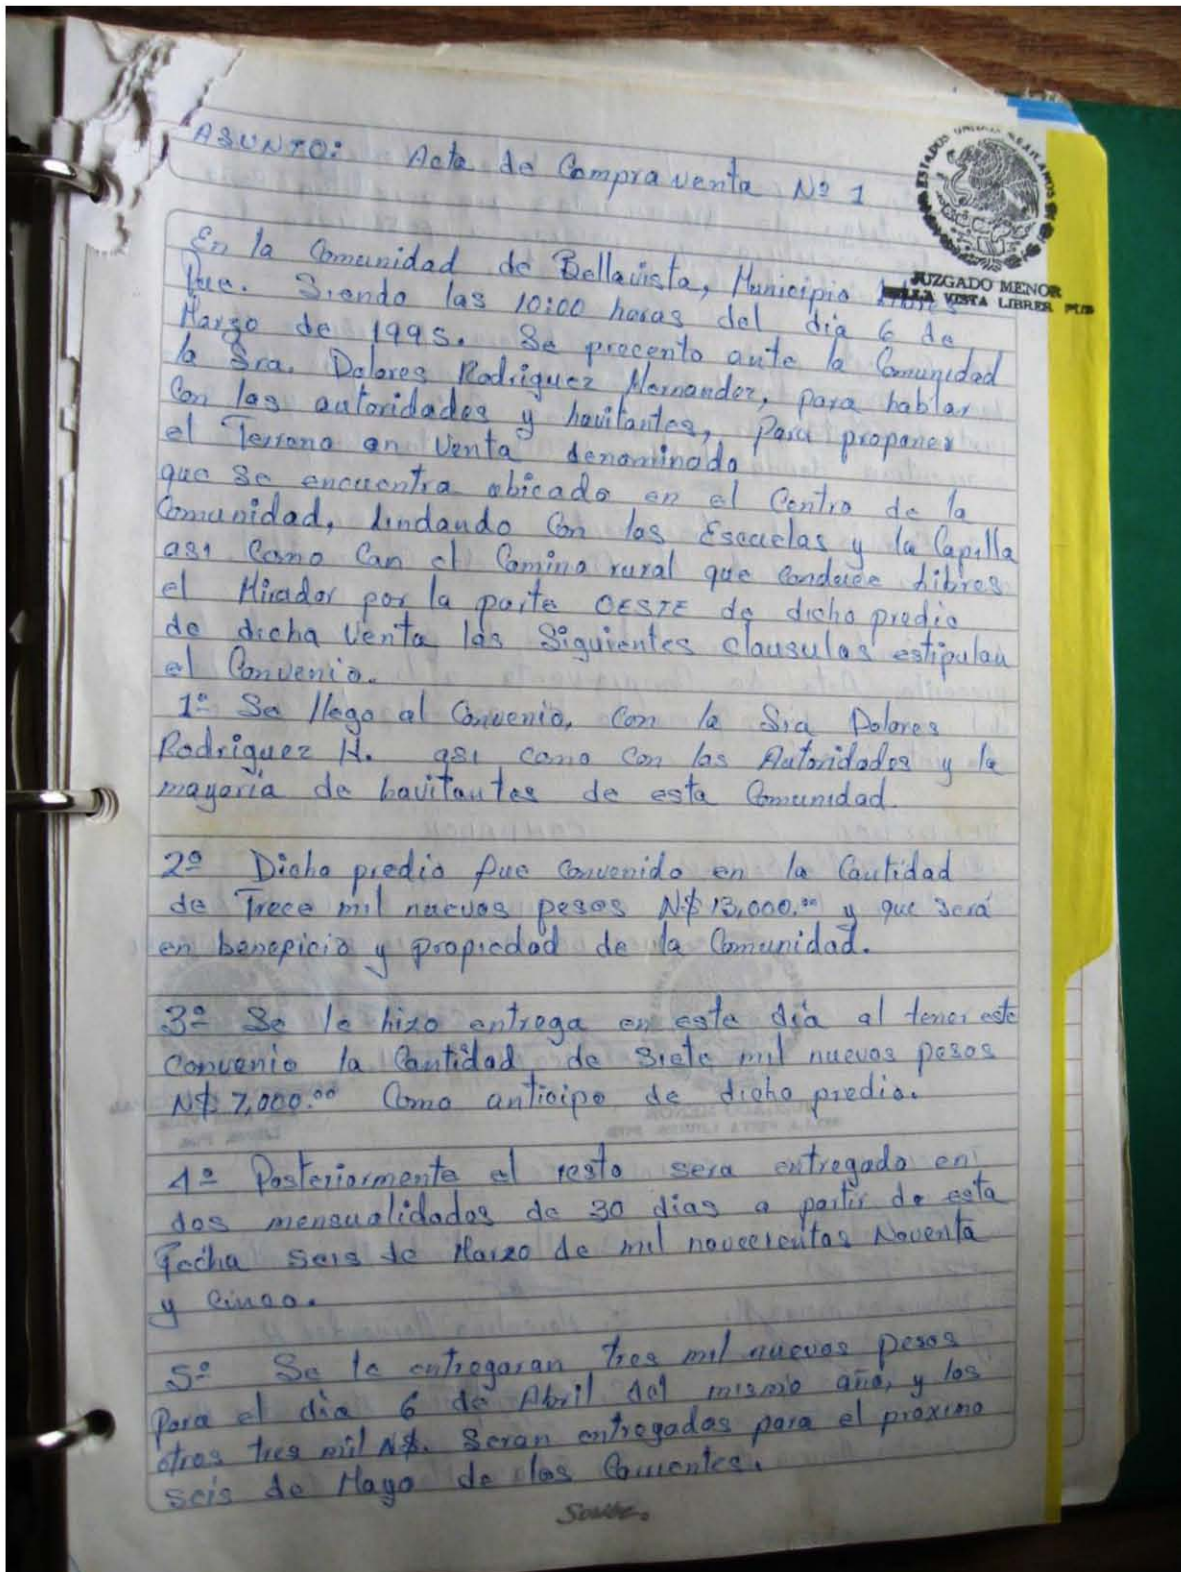 ASUNTO: Acta de Compraventa Nº 1
ESTADOS UNIDOS MEXICANOS
JUZGADO MENOR
BELLA VISTA LIBRES PUE
En la Comunidad de Bellavista, Municipio Libres
Pue. Siendo las 10:00 horas del día 6 de
Marzo de 1995. Se precento ante la Comunidad
la Sra. Dolores Rodriguez Hernandez, para hablar
Con las autoridades y havitantes, Para proponer
el Terreno en Venta denominado
que se encuentra ubicado en el Centro de la
Comunidad, lindando Con las Escuelas y la Capilla
asi Como Con el Camino rural que conduce Libres
el Mirador por la parte OESTE de dicho predio
de dicha Venta las Siguientes clausulas estipulan
el Convenio.
1º Se llego al Convenio, Con la Sra Dolores
Rodriguez H. asi como con las Autoridades y la
mayoria de havitantes de esta Comunidad.
2º Dicho predio fue Convenido en la Cantidad
de Trece mil nuevos pesos N$ 13,000.00 y que será
en beneficio y propiedad de la Comunidad.
3º Se le hizo entrega en este día al tenor este
Convenio la Cantidad de Siete mil nuevos pesos
N$ 7,000.00 Como anticipo de dicho predio.
4º Posteriormente el resto sera entregado en
dos mensualidades de 30 dias a partir de esta
Fecha seis de Marzo de mil novecientos Noventa
y cinco.
5º Se le entregaran tres mil nuevos pesos
Para el dia 6 de Abril del mismo año, y los
otros tres mil N$. Seran entregados para el proximo
seis de Mayo de los Corrientes.